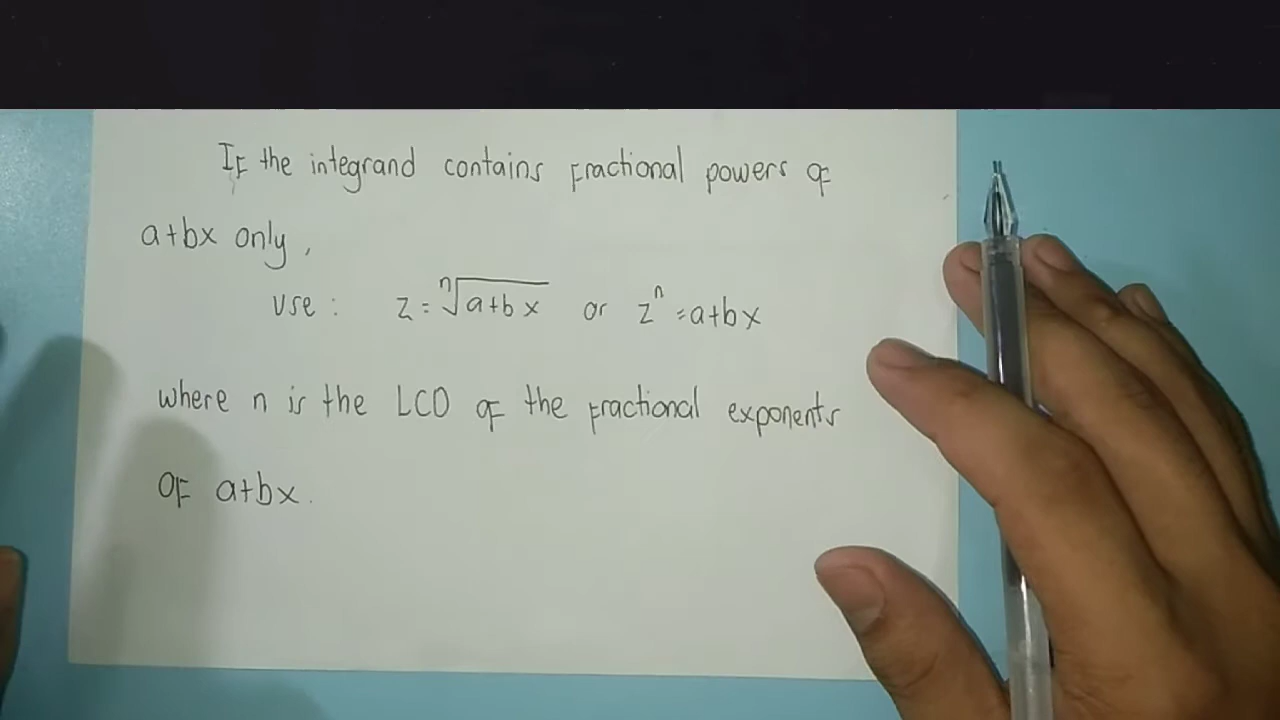 If the integrand contains fractional powers of
a+bx only,
use : z = ⁿ√(a+bx) or zⁿ = a+bx
where n is the LCD of the fractional exponents
of a+bx.